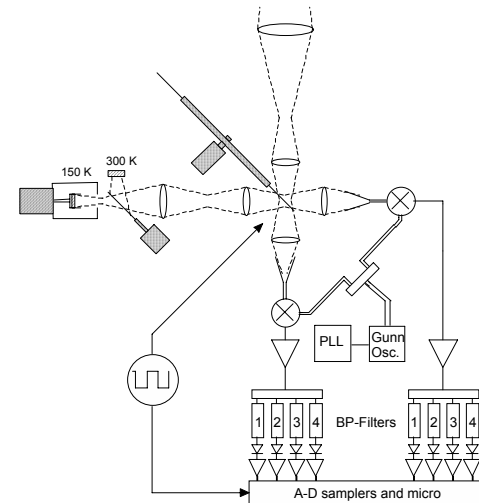 300 K
150 K
PLL
Gunn
Osc.
1 2 3 4
BP-Filters
1 2 3 4
A-D samplers and micro